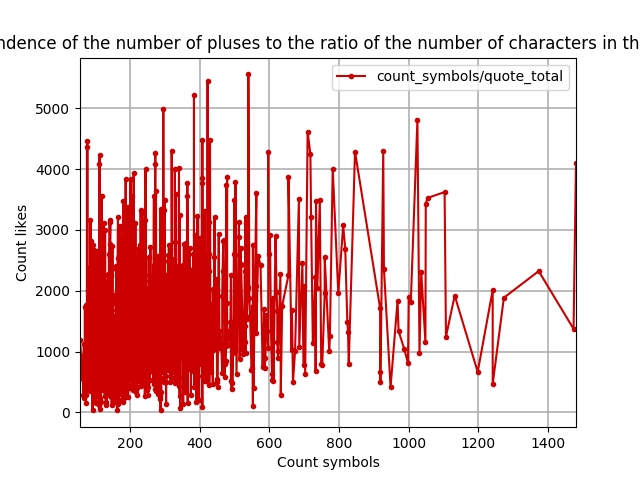 ndence of the number of pluses to the ratio of the number of characters in th
count_symbols/quote_total
Count likes
5000
4000
3000
2000
1000
0
200 400 600 800 1000 1200 1400
Count symbols